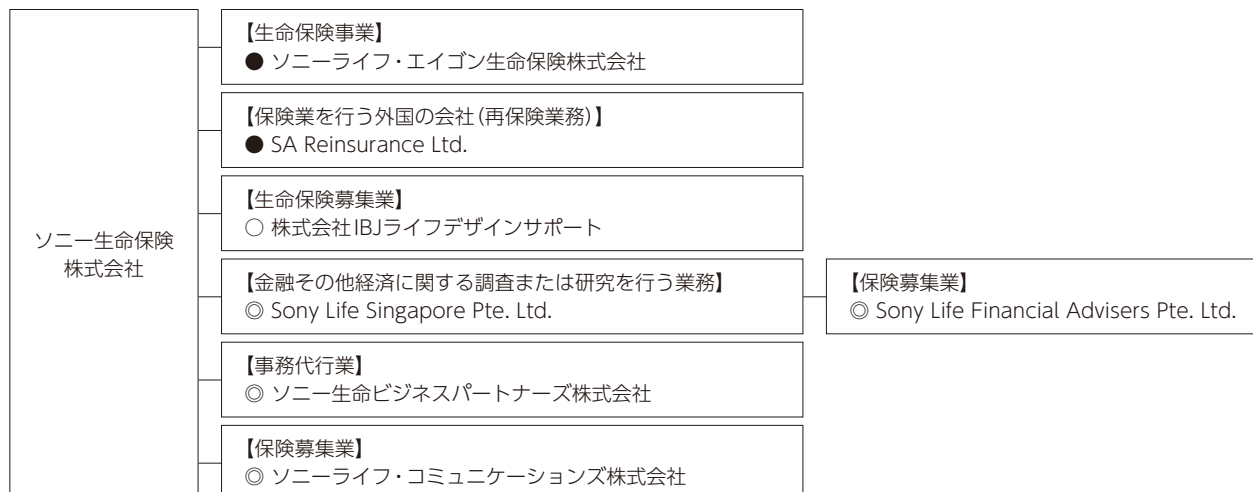 ソニー生命保険
株式会社
【生命保険事業】
● ソニーライフ・エイゴン生命保険株式会社
【保険業を行う外国の会社(再保険業務)】
● SA Reinsurance Ltd.
【生命保険募集業】
○ 株式会社IBJライフデザインサポート
【金融その他経済に関する調査または研究を行う業務】
◎ Sony Life Singapore Pte. Ltd.
【保険募集業】
◎ Sony Life Financial Advisers Pte. Ltd.
【事務代行業】
◎ ソニー生命ビジネスパートナーズ株式会社
【保険募集業】
◎ ソニーライフ・コミュニケーションズ株式会社